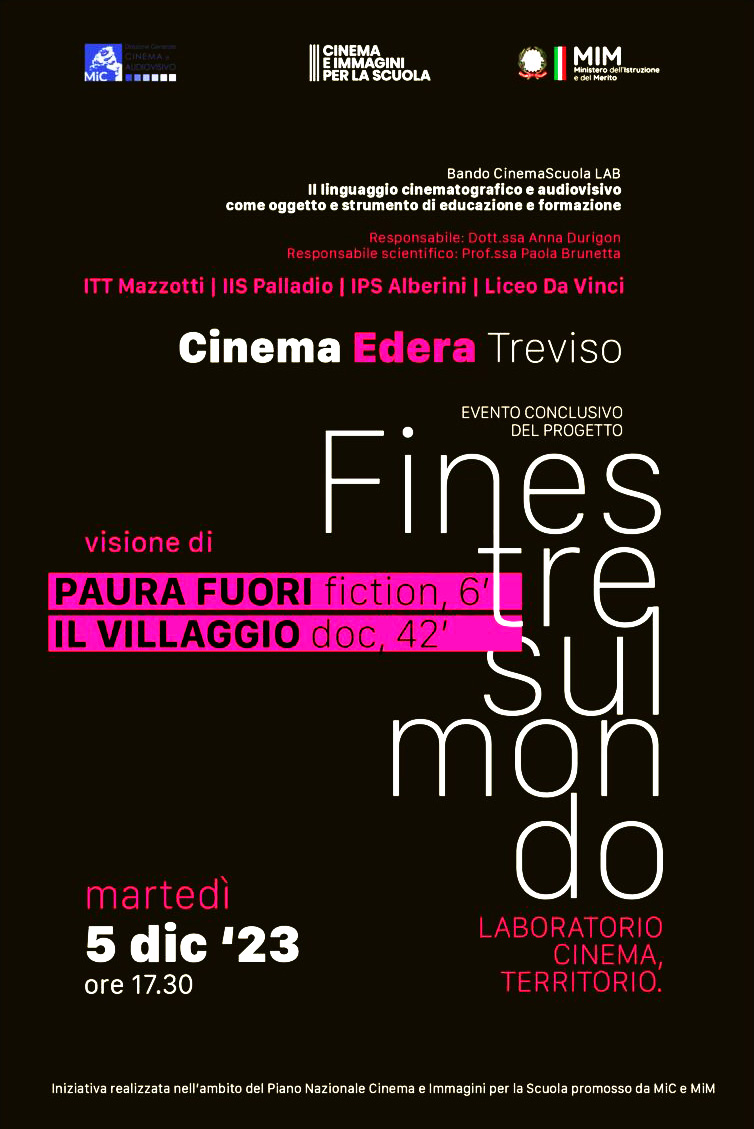 Direzione Generale
CINEMA e
AUDIOVISIVO
MiC
CINEMA
E IMMAGINI
PER LA SCUOLA
MIM
Ministero dell'Istruzione
e del Merito
Bando CinemaScuola LAB
Il linguaggio cinematografico e audiovisivo
come oggetto e strumento di educazione e formazione
Responsabile: Dott.ssa Anna Durigon
Responsabile scientifico: Prof.ssa Paola Brunetta
ITT Mazzotti | IIS Palladio | IPS Alberini | Liceo Da Vinci
Cinema Edera Treviso
EVENTO CONCLUSIVO
DEL PROGETTO
Fines
tre
sul
mon
do
visione di
PAURA FUORI fiction, 6'
IL VILLAGGIO doc, 42'
martedì
5 dic '23
ore 17.30
LABORATORIO
CINEMA,
TERRITORIO.
Iniziativa realizzata nell'ambito del Piano Nazionale Cinema e Immagini per la Scuola promosso da MiC e MiM